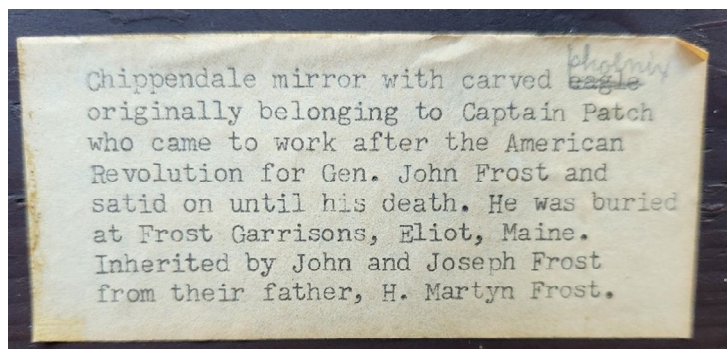 phoenix
Chippendale mirror with carved eagle
originally belonging to Captain Patch
who came to work after the American
Revolution for Gen. John Frost and
satid on until his death. He was buried
at Frost Garrisons, Eliot, Maine.
Inherited by John and Joseph Frost
from their father, H. Martyn Frost.